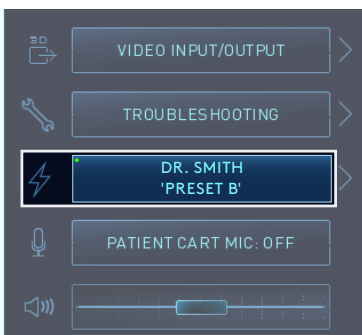 3D
VIDEO INPUT/OUTPUT
TROUBLESHOOTING
DR. SMITH
'PRESET B'
PATIENT CART MIC: OFF